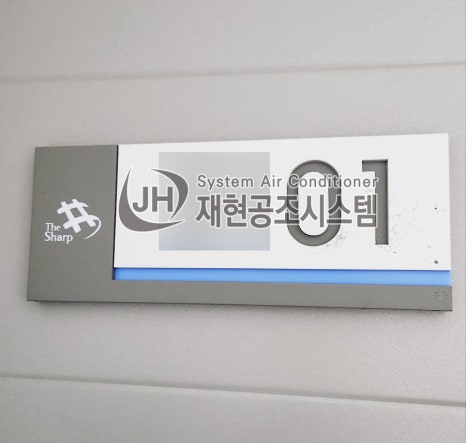 The
Sharp
01
JH
System Air Conditioner
재현공조시스템